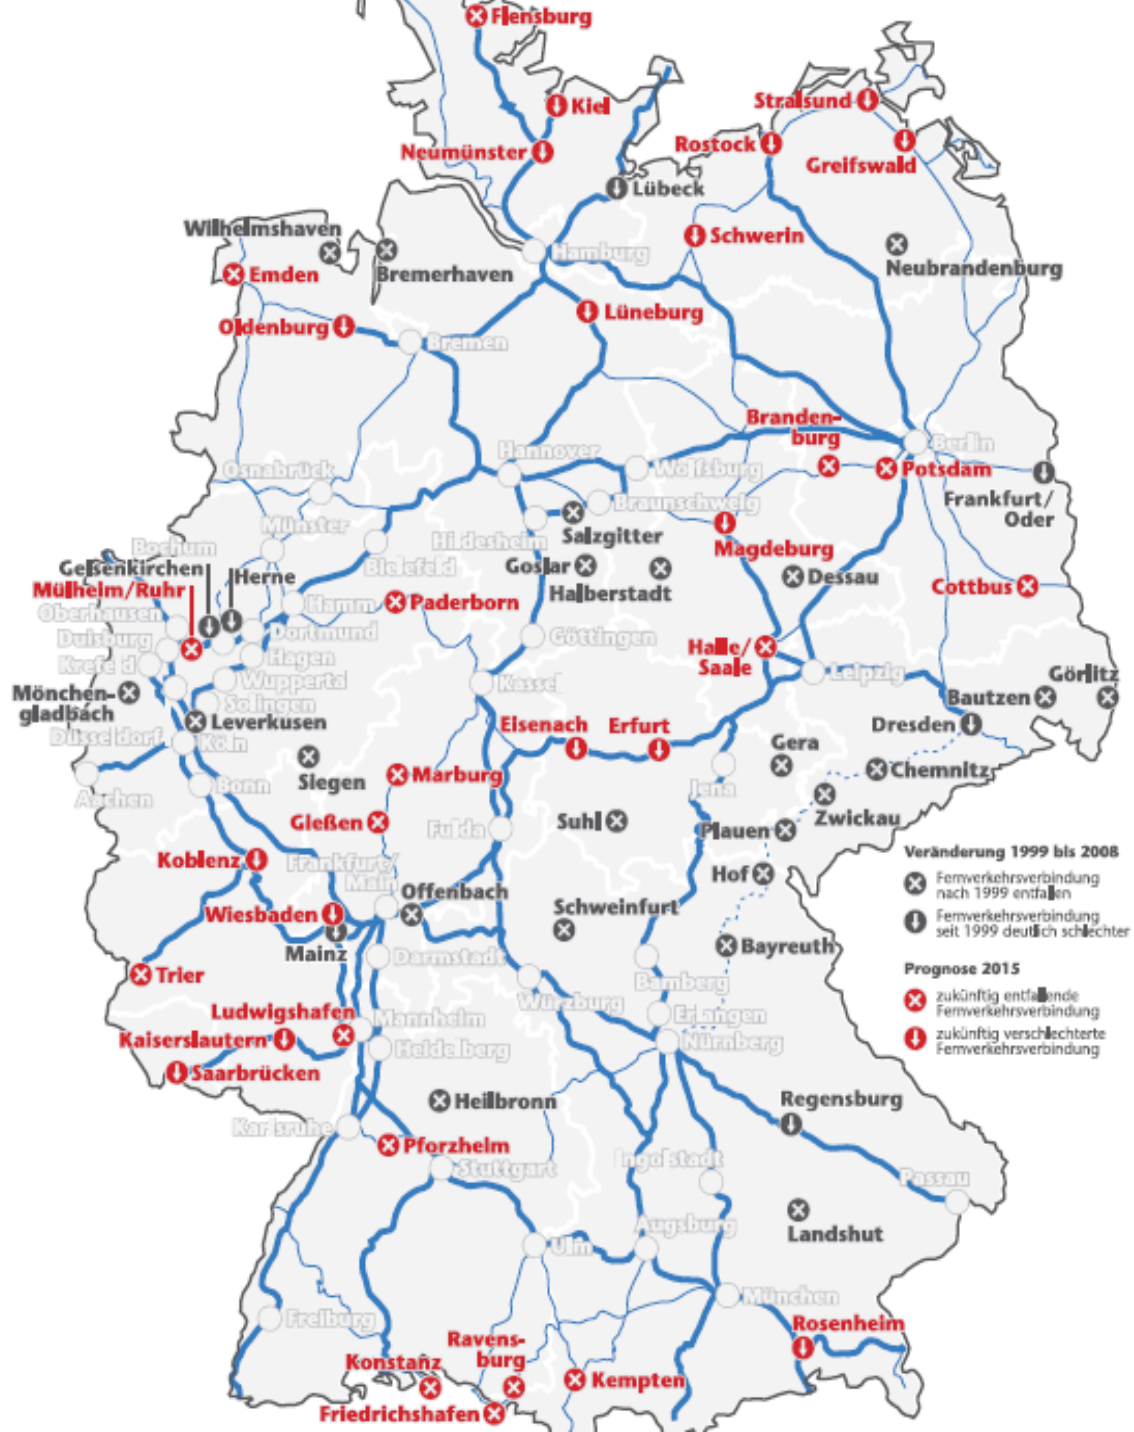 Flensburg
Kiel
Stralsund
Neumünster
Rostock
Greifswald
Lübeck
Wilhelmshaven
Schwerin
Hamburg
Emden
Bremerhaven
Neubrandenburg
Lüneburg
Oldenburg
Bremen
Branden-
burg
Hannover
Berlin
Osnabrück
Wolfsburg
Potsdam
Braunschweig
Frankfurt/
Oder
Münster
Salzgitter
Hildesheim
Magdeburg
Bochum
Gelsenkirchen
Herne
Bielefeld
Goslar
Halberstadt
Dessau
Mülheim/Ruhr
Cottbus
Oberhausen
Hamm
Paderborn
Duisburg
Dortmund
Göttingen
Halle/
Saale
Krefeld
Hagen
Leipzig
Görlitz
Mönchen-
gladbach
Wuppertal
Kassel
Bautzen
Solingen
Leverkusen
Eisenach
Erfurt
Dresden
Düsseldorf
Köln
Gera
Siegen
Marburg
Chemnitz
Aachen
Bonn
Jena
Zwickau
Gießen
Fulda
Suhl
Plauen
Koblenz
Frankfurt/
Main
Hof
Offenbach
Wiesbaden
Schweinfurt
Mainz
Bayreuth
Darmstadt
Trier
Bamberg
Würzburg
Ludwigshafen
Mannheim
Erlangen
Kaiserslautern
Heidelberg
Nürnberg
Saarbrücken
Heilbronn
Regensburg
Karlsruhe
Pforzheim
Stuttgart
Ingolstadt
Passau
Landshut
Augsburg
Ulm
München
Freiburg
Rosenheim
Ravens-
burg
Konstanz
Kempten
Friedrichshafen
Veränderung 1999 bis 2008
Fernverkehrsverbindung
nach 1999 entfallen
Fernverkehrsverbindung
seit 1999 deutlich schlechter
Prognose 2015
zukünftig entfallende
Fernverkehrsverbindung
zukünftig verschlechterte
Fernverkehrsverbindung